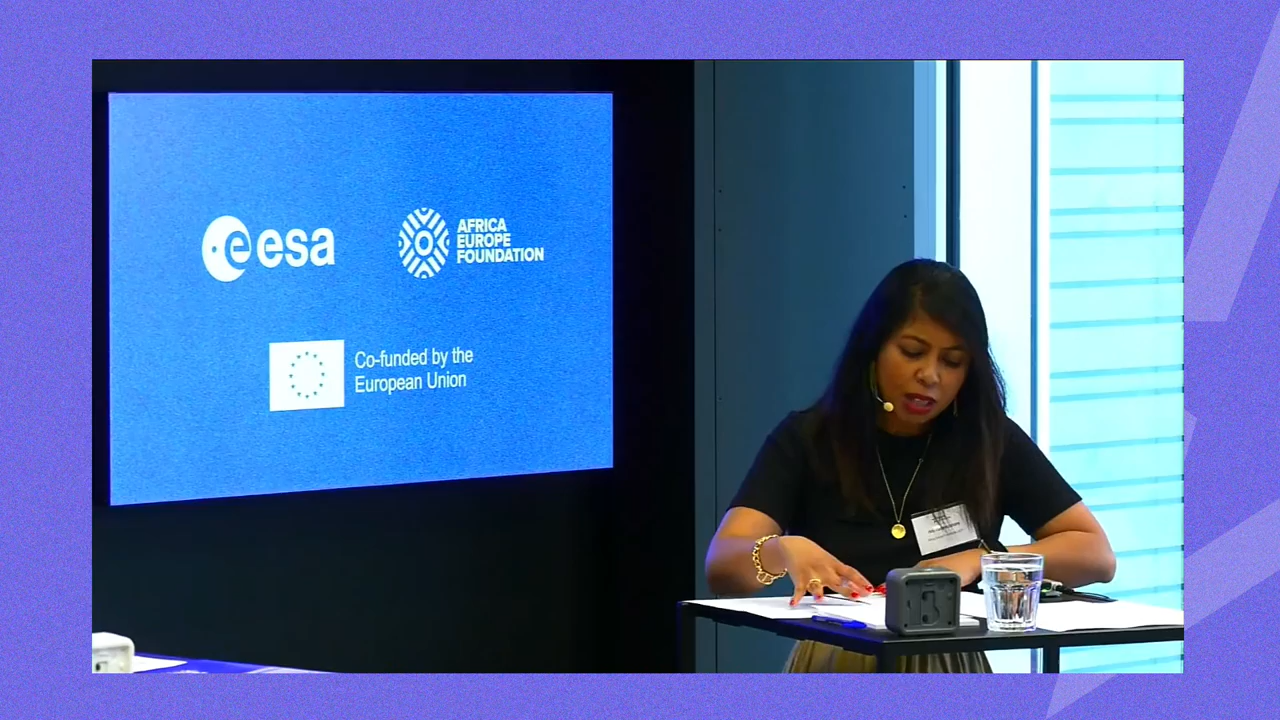 esa
AFRICA
EUROPE
FOUNDATION
Co-funded by the
European Union